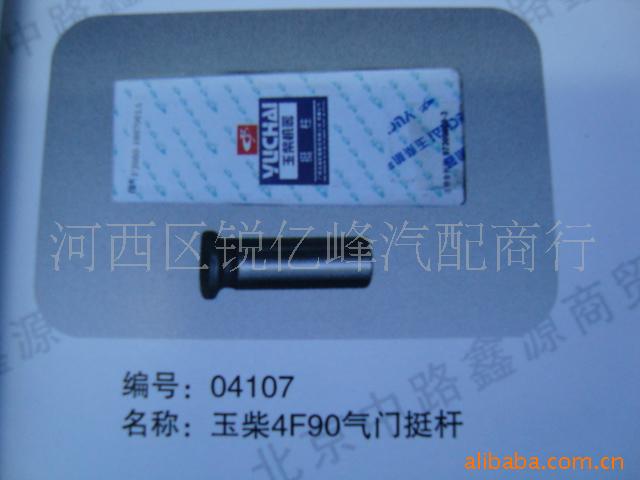 YUCHAI
玉柴机器
挺 柱
河西区锐亿峰汽配商行
编号: 04107
名称: 玉柴4F90气门挺杆
北京中路鑫源商贸
alibaba.com.cn